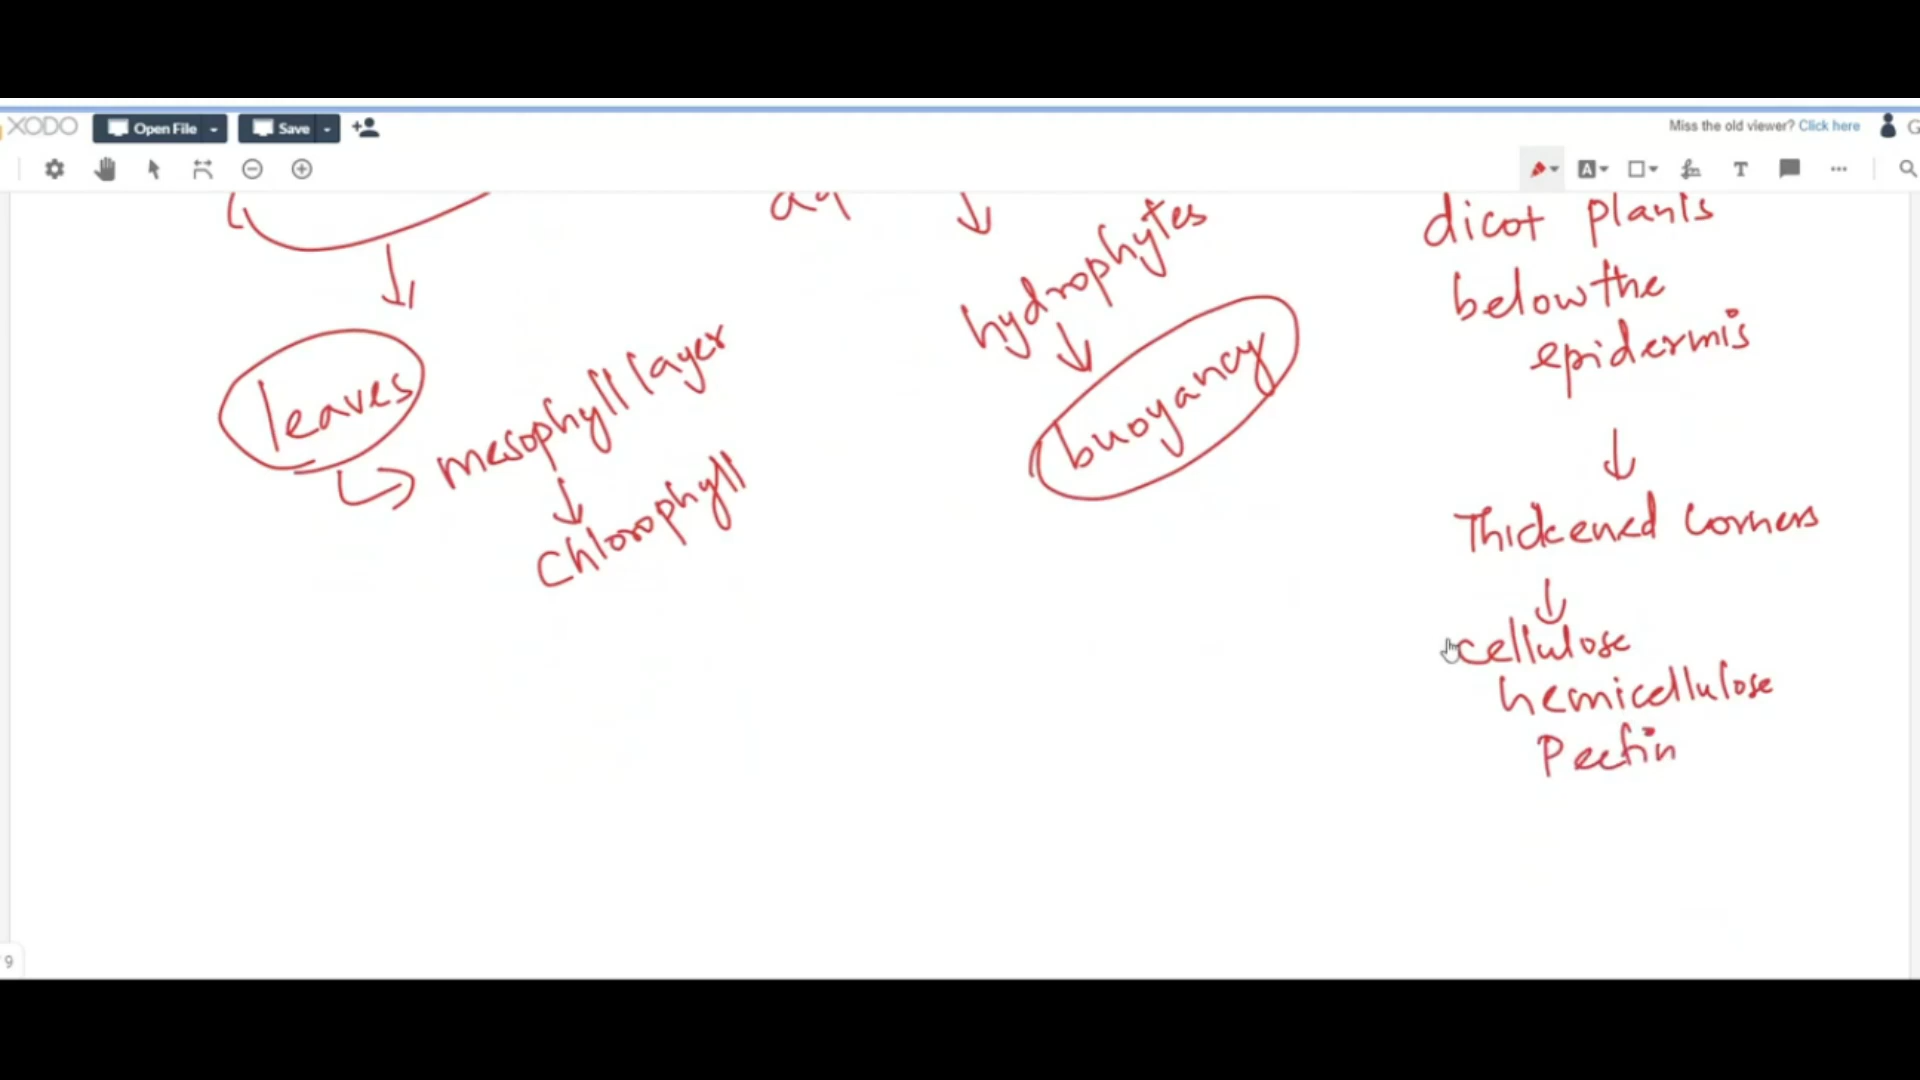 XODO
Open File
Save
Miss the old viewer? Click here
G
A
T
dicot plants
below the
epidermis
hydrophytes
buoyancy
leaves
mesophyll layer
chlorophyll
Thickened corners
cellulose
hemicellulose
Pectin
9